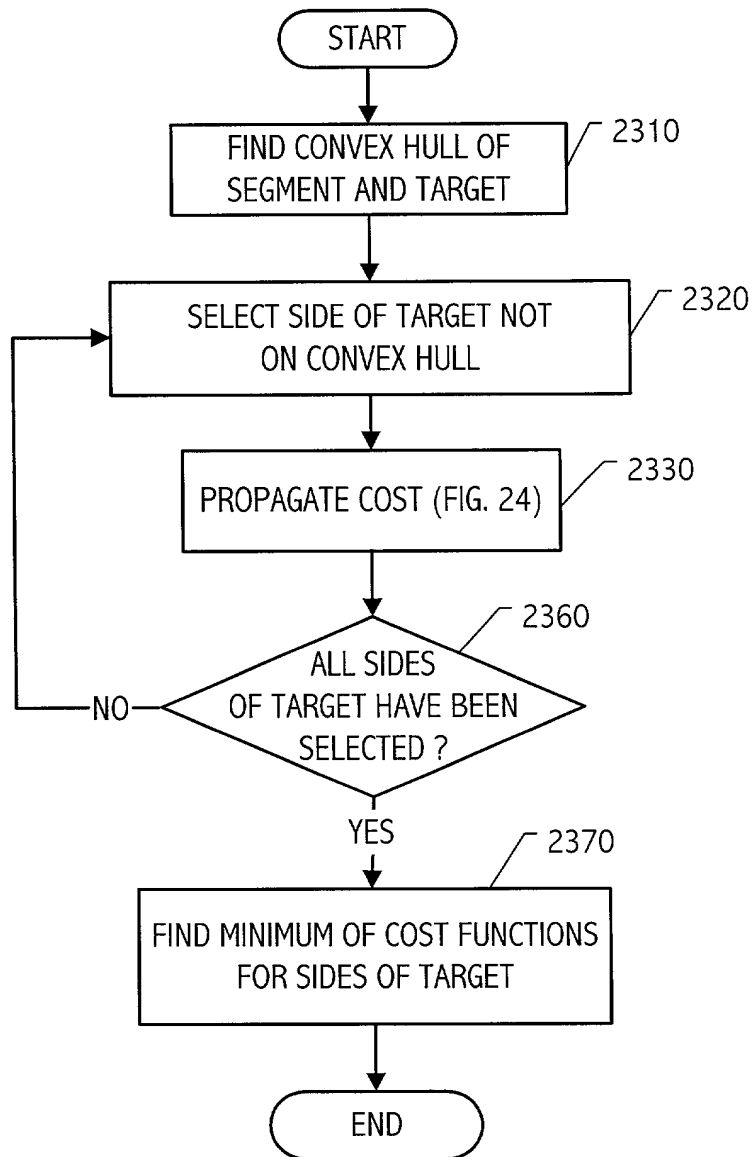 START
2310
FIND CONVEX HULL OF
SEGMENT AND TARGET
2320
SELECT SIDE OF TARGET NOT
ON CONVEX HULL
2330
PROPAGATE COST (FIG. 24)
2360
ALL SIDES
OF TARGET HAVE BEEN
SELECTED ?
NO
YES
2370
FIND MINIMUM OF COST FUNCTIONS
FOR SIDES OF TARGET
END